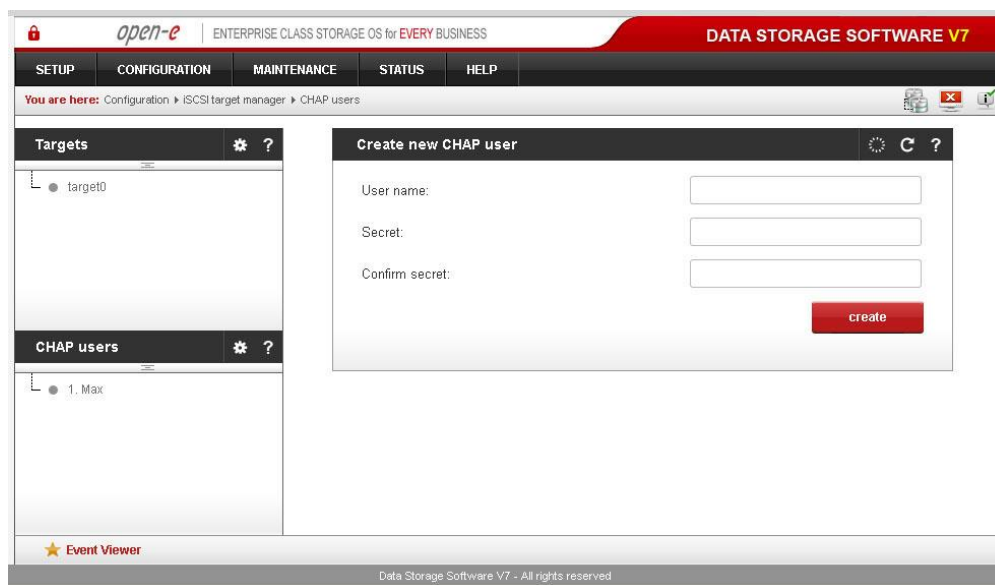 open-e ENTERPRISE CLASS STORAGE OS for EVERY BUSINESS DATA STORAGE SOFTWARE V7
SETUP CONFIGURATION MAINTENANCE STATUS HELP
You are here: Configuration ▸ iSCSI target manager ▸ CHAP users
Targets ?
target0
CHAP users ?
1. Max
Create new CHAP user ?
User name:
Secret:
Confirm secret:
create
Event Viewer
Data Storage Software V7 - All rights reserved